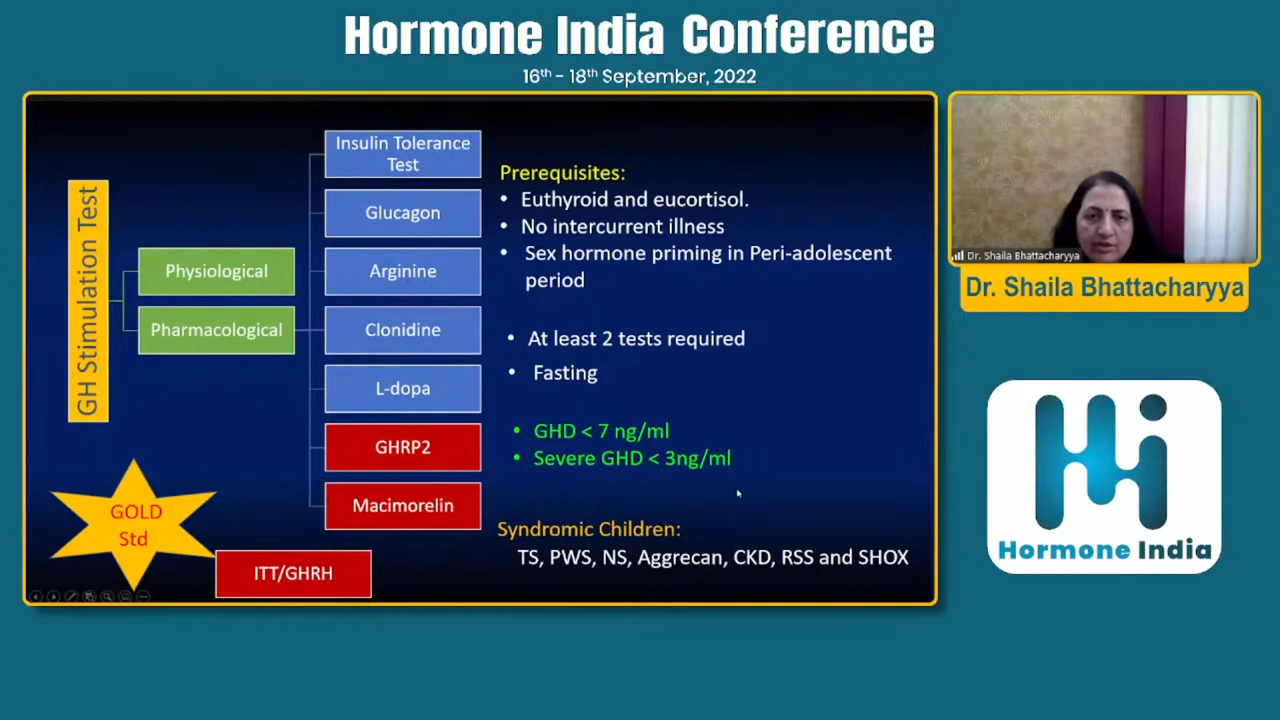 Hormone India Conference
16th - 18th September, 2022
GH Stimulation Test
Physiological
Pharmacological
Insulin Tolerance
Test
Glucagon
Arginine
Clonidine
L-dopa
GHRP2
Macimorelin
GOLD
Std
ITT/GHRH
Prerequisites:
• Euthyroid and eucortisol.
• No intercurrent illness
• Sex hormone priming in Peri-adolescent
period
• At least 2 tests required
• Fasting
• GHD < 7 ng/ml
• Severe GHD < 3ng/ml
Syndromic Children:
TS, PWS, NS, Aggrecan, CKD, RSS and SHOX
Dr. Shaila Bhattacharyya
Dr. Shaila Bhattacharyya
Hi
Hormone India